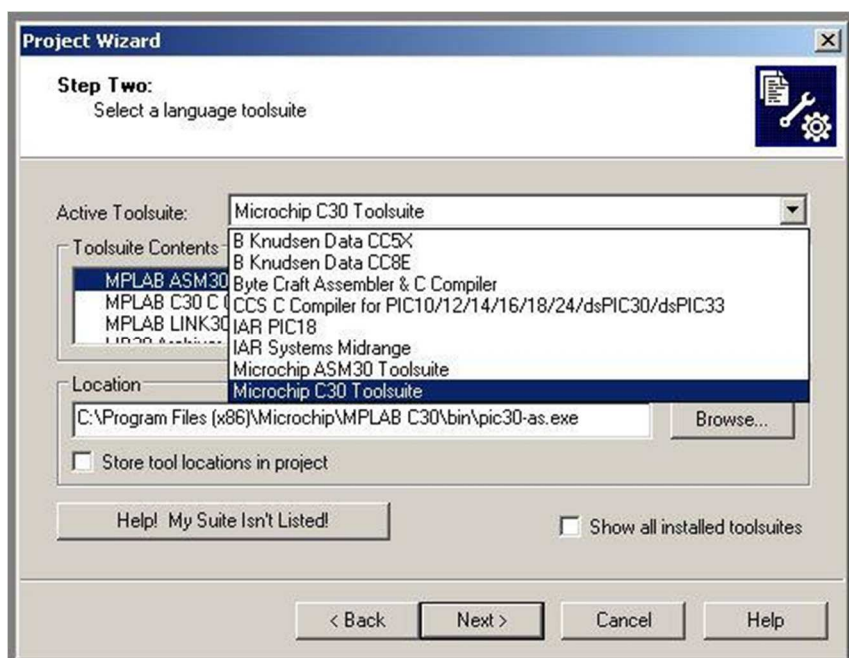 Project Wizard
Step Two:
Select a language toolsuite
Active Toolsuite: Microchip C30 Toolsuite
Toolsuite Contents
MPLAB ASM30
MPLAB C30 C
MPLAB LINK30
B Knudsen Data CC5X
B Knudsen Data CC8E
Byte Craft Assembler & C Compiler
CCS C Compiler for PIC10/12/14/16/18/24/dsPIC30/dsPIC33
IAR PIC18
IAR Systems Midrange
Microchip ASM30 Toolsuite
Microchip C30 Toolsuite
Location
C:\Program Files (x86)\Microchip\MPLAB C30\bin\pic30-as.exe Browse...
Store tool locations in project
Help! My Suite Isn't Listed! Show all installed toolsuites
< Back Next > Cancel Help